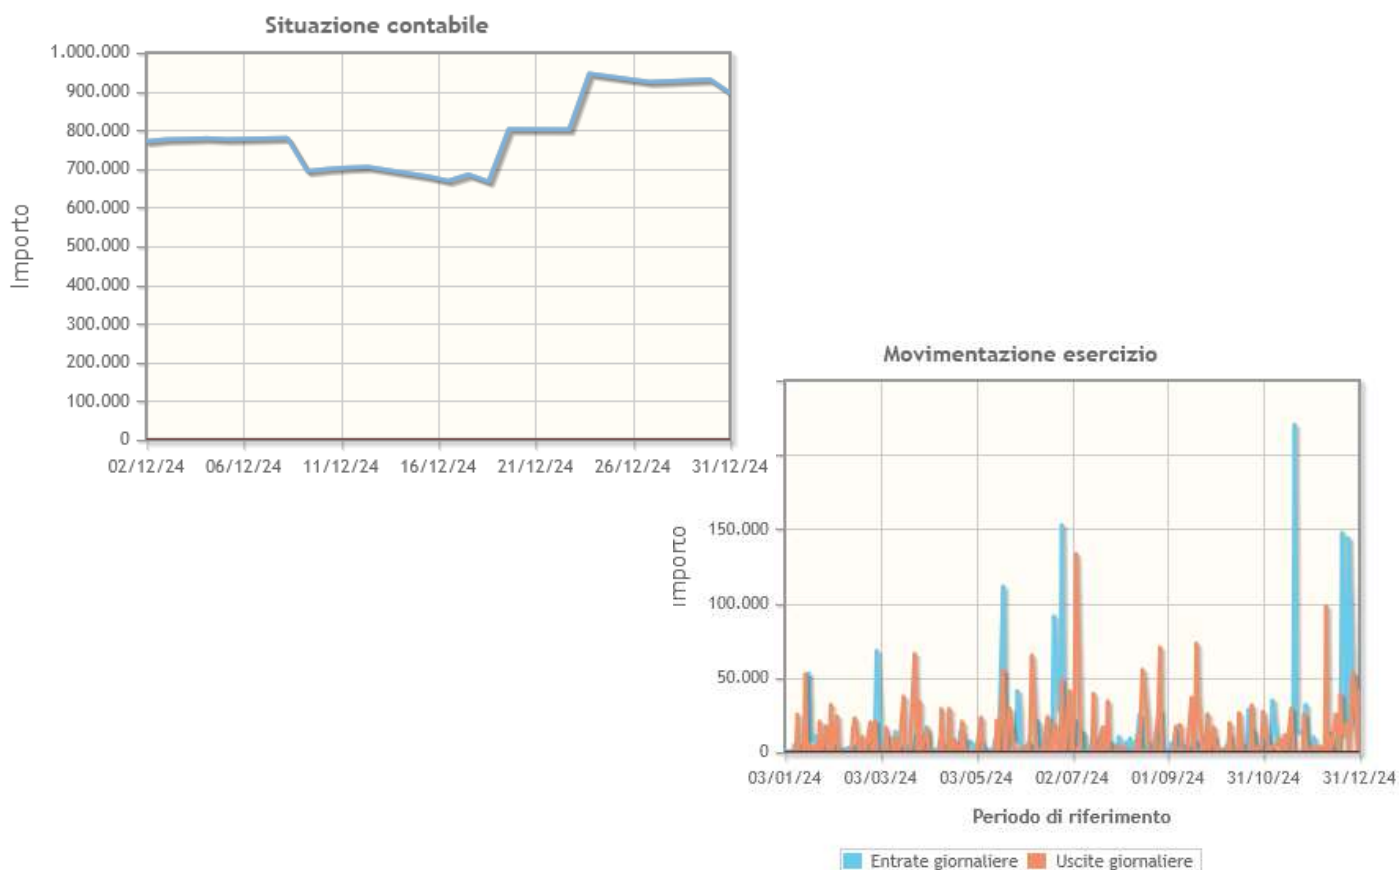 Situazione contabile
1.000.000
900.000
800.000
700.000
600.000
500.000
400.000
300.000
200.000
100.000
0
Importo
02/12/24 06/12/24 11/12/24 16/12/24 21/12/24 26/12/24 31/12/24
Movimentazione esercizio
150.000
100.000
50.000
0
Importo
03/01/24 03/03/24 03/05/24 02/07/24 01/09/24 31/10/24 31/12/24
Periodo di riferimento
Entrate giornaliere Uscite giornaliere